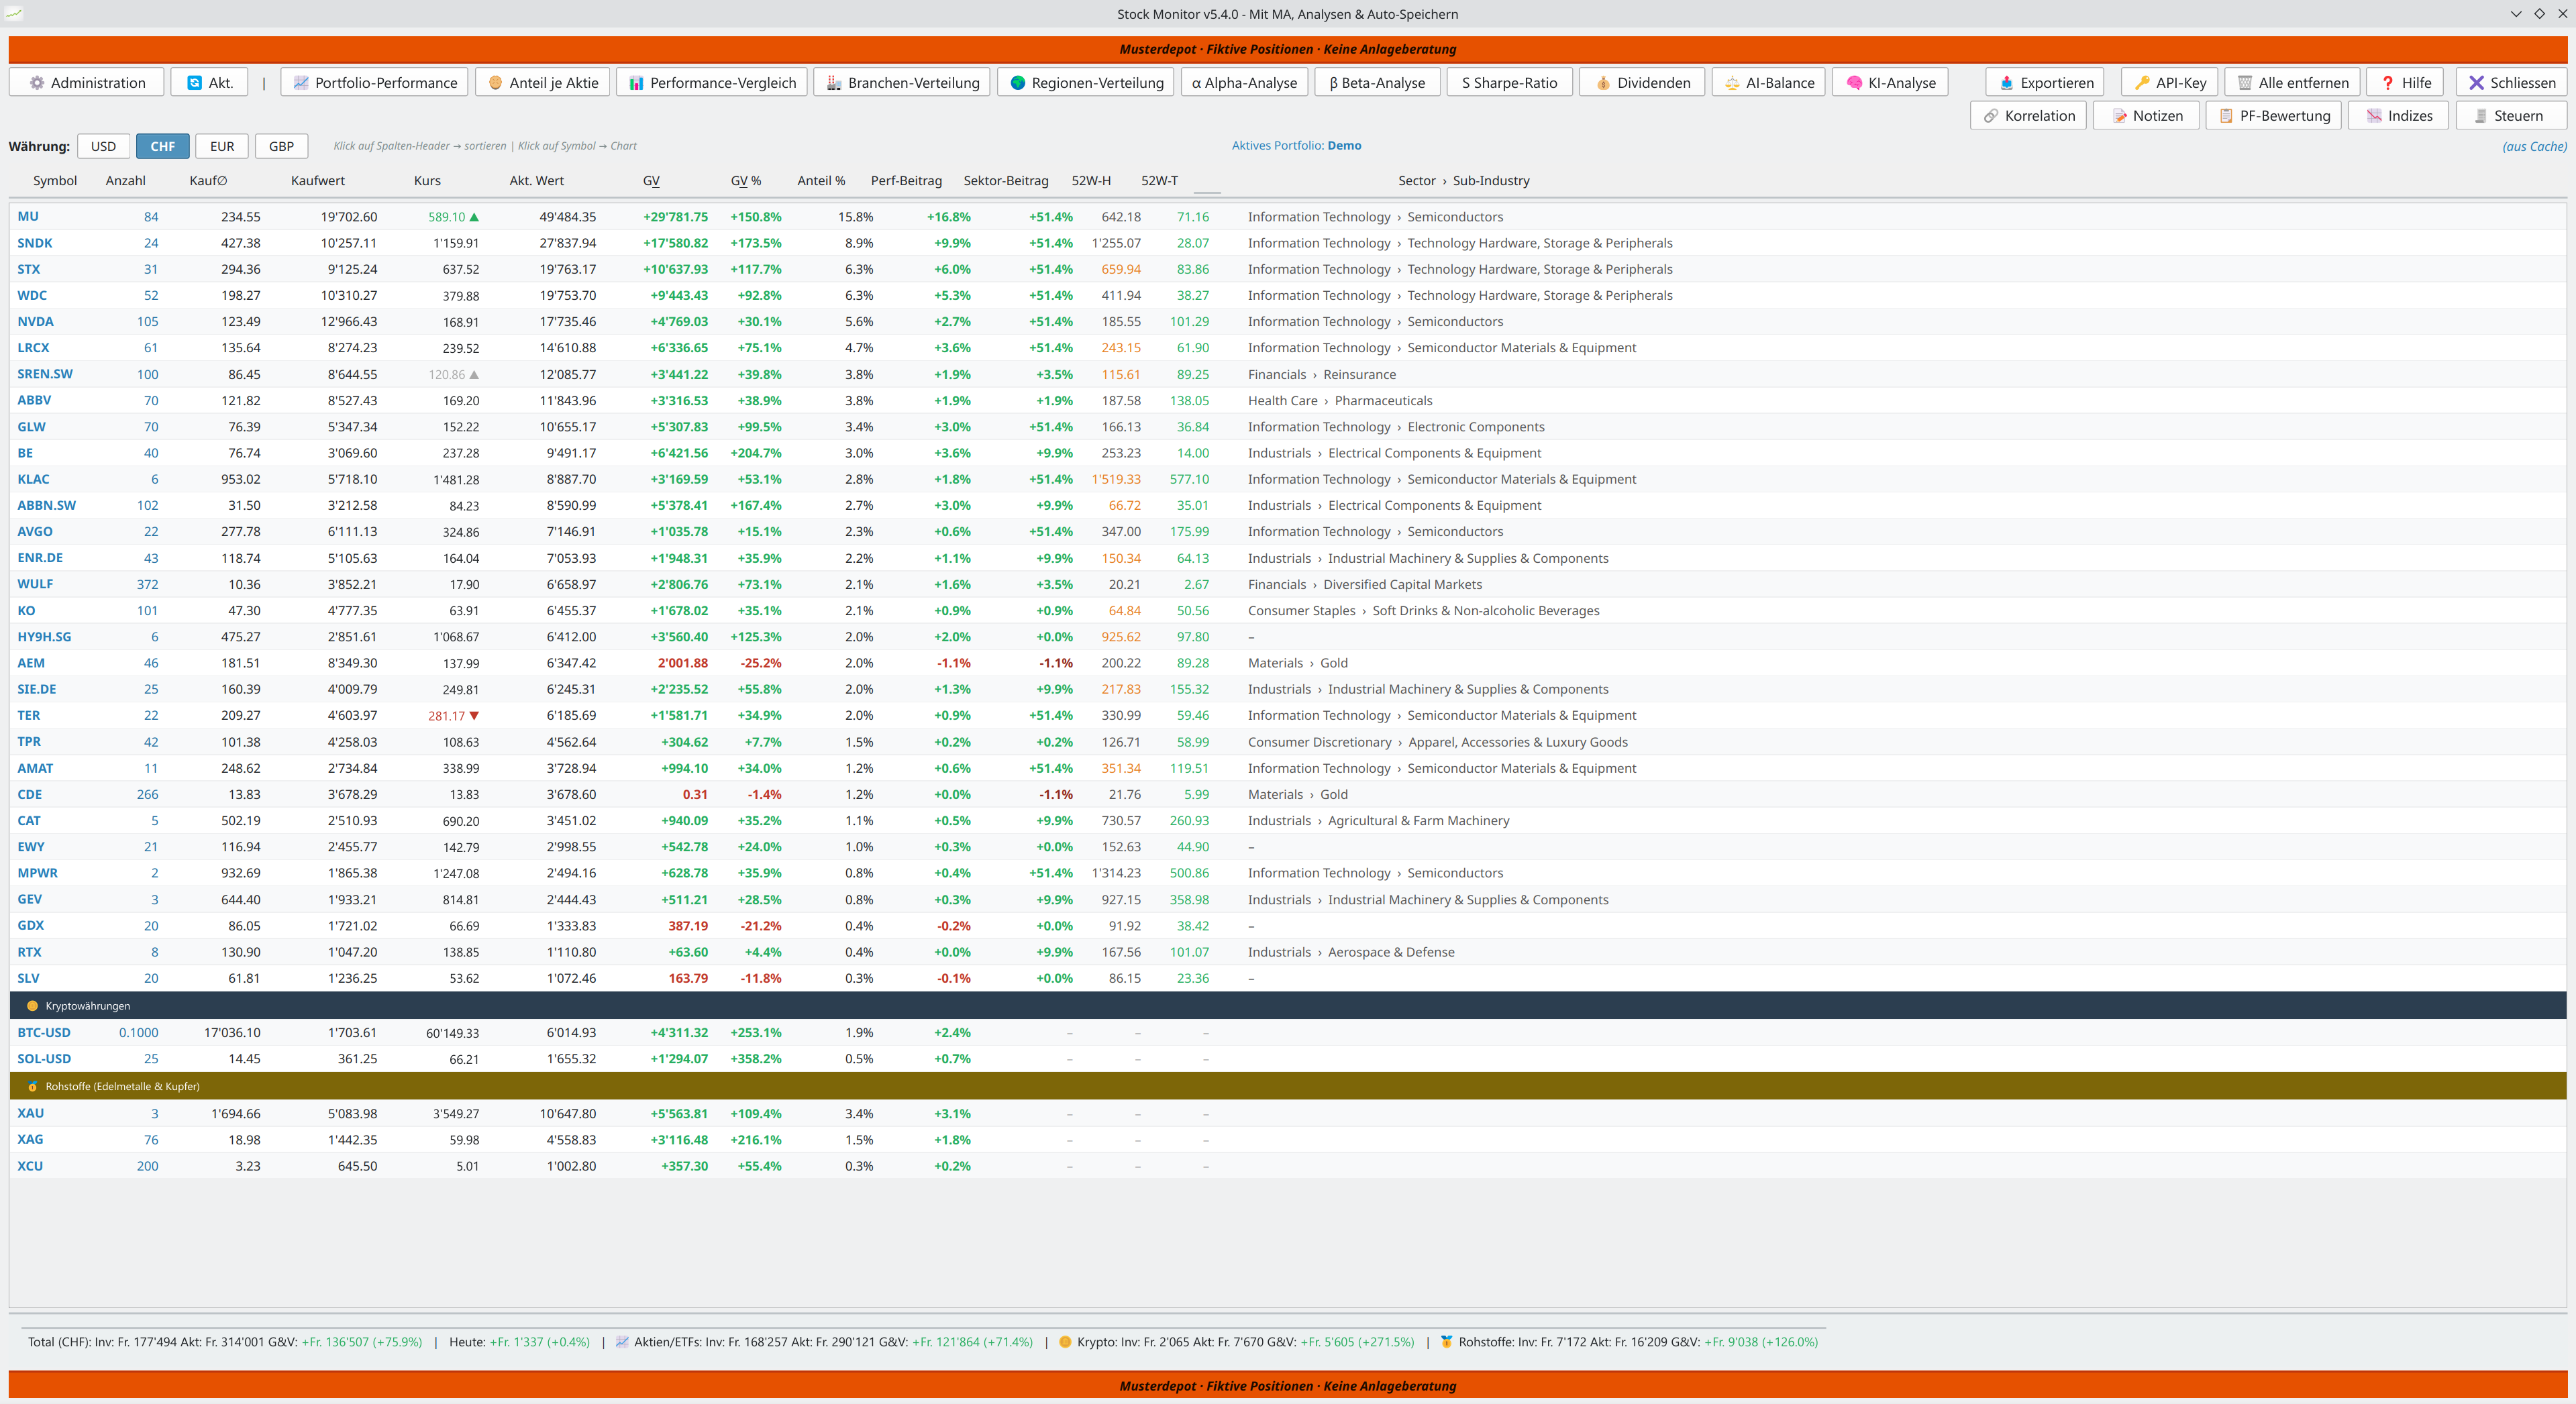 Stock Monitor v5.4.0 - Mit MA, Analysen & Auto-Speichern
Musterdepot · Fiktive Positionen · Keine Anlageberatung
Administration Akt. | Portfolio-Performance Anteil je Aktie Performance-Vergleich Branchen-Verteilung Regionen-Verteilung α Alpha-Analyse β Beta-Analyse S Sharpe-Ratio Dividenden AI-Balance KI-Analyse Exportieren API-Key Alle entfernen Hilfe Schliessen
Korrelation Notizen PF-Bewertung Indizes Steuern
Währung: USD CHF EUR GBP Klick auf Spalten-Header → sortieren | Klick auf Symbol → Chart Aktives Portfolio: Demo (aus Cache)
Symbol Anzahl Kauf∅ Kaufwert Kurs Akt. Wert GV GV % Anteil % Perf-Beitrag Sektor-Beitrag 52W-H 52W-T Sector › Sub-Industry
MU 84 234.55 19'702.60 589.10 ▲ 49'484.35 +29'781.75 +150.8% 15.8% +16.8% +51.4% 642.18 71.16 Information Technology › Semiconductors
SNDK 24 427.38 10'257.11 1'159.91 27'837.94 +17'580.82 +173.5% 8.9% +9.9% +51.4% 1'255.07 28.07 Information Technology › Technology Hardware, Storage & Peripherals
STX 31 294.36 9'125.24 637.52 19'763.17 +10'637.93 +117.7% 6.3% +6.0% +51.4% 659.94 83.86 Information Technology › Technology Hardware, Storage & Peripherals
WDC 52 198.27 10'310.27 379.88 19'753.70 +9'443.43 +92.8% 6.3% +5.3% +51.4% 411.94 38.27 Information Technology › Technology Hardware, Storage & Peripherals
NVDA 105 123.49 12'966.43 168.91 17'735.46 +4'769.03 +30.1% 5.6% +2.7% +51.4% 185.55 101.29 Information Technology › Semiconductors
LRCX 61 135.64 8'274.23 239.52 14'610.88 +6'336.65 +75.1% 4.7% +3.6% +51.4% 243.15 61.90 Information Technology › Semiconductor Materials & Equipment
SREN.SW 100 86.45 8'644.55 120.86 ▲ 12'085.77 +3'441.22 +39.8% 3.8% +1.9% +3.5% 115.61 89.25 Financials › Reinsurance
ABBV 70 121.82 8'527.43 169.20 11'843.96 +3'316.53 +38.9% 3.8% +1.9% +1.9% 187.58 138.05 Health Care › Pharmaceuticals
GLW 70 76.39 5'347.34 152.22 10'655.17 +5'307.83 +99.5% 3.4% +3.0% +51.4% 166.13 36.84 Information Technology › Electronic Components
BE 40 76.74 3'069.60 237.28 9'491.17 +6'421.56 +204.7% 3.0% +3.6% +9.9% 253.23 14.00 Industrials › Electrical Components & Equipment
KLAC 6 953.02 5'718.10 1'481.28 8'887.70 +3'169.59 +53.1% 2.8% +1.8% +51.4% 1'519.33 577.10 Information Technology › Semiconductor Materials & Equipment
ABBN.SW 102 31.50 3'212.58 84.23 8'590.99 +5'378.41 +167.4% 2.7% +3.0% +9.9% 66.72 35.01 Industrials › Electrical Components & Equipment
AVGO 22 277.78 6'111.13 324.86 7'146.91 +1'035.78 +15.1% 2.3% +0.6% +51.4% 347.00 175.99 Information Technology › Semiconductors
ENR.DE 43 118.74 5'105.63 164.04 7'053.93 +1'948.31 +35.9% 2.2% +1.1% +9.9% 150.34 64.13 Industrials › Industrial Machinery & Supplies & Components
WULF 372 10.36 3'852.21 17.90 6'658.97 +2'806.76 +73.1% 2.1% +1.6% +3.5% 20.21 2.67 Financials › Diversified Capital Markets
KO 101 47.30 4'777.35 63.91 6'455.37 +1'678.02 +35.1% 2.1% +0.9% +0.9% 64.84 50.56 Consumer Staples › Soft Drinks & Non-alcoholic Beverages
HY9H.SG 6 475.27 2'851.61 1'068.67 6'412.00 +3'560.40 +125.3% 2.0% +2.0% +0.0% 925.62 97.80 –
AEM 46 181.51 8'349.30 137.99 6'347.42 2'001.88 -25.2% 2.0% -1.1% -1.1% 200.22 89.28 Materials › Gold
SIE.DE 25 160.39 4'009.79 249.81 6'245.31 +2'235.52 +55.8% 2.0% +1.3% +9.9% 217.83 155.32 Industrials › Industrial Machinery & Supplies & Components
TER 22 209.27 4'603.97 281.17 ▼ 6'185.69 +1'581.71 +34.9% 2.0% +0.9% +51.4% 330.99 59.46 Information Technology › Semiconductor Materials & Equipment
TPR 42 101.38 4'258.03 108.63 4'562.64 +304.62 +7.7% 1.5% +0.2% +0.2% 126.71 58.99 Consumer Discretionary › Apparel, Accessories & Luxury Goods
AMAT 11 248.62 2'734.84 338.99 3'728.94 +994.10 +34.0% 1.2% +0.6% +51.4% 351.34 119.51 Information Technology › Semiconductor Materials & Equipment
CDE 266 13.83 3'678.29 13.83 3'678.60 0.31 -1.4% 1.2% +0.0% -1.1% 21.76 5.99 Materials › Gold
CAT 5 502.19 2'510.93 690.20 3'451.02 +940.09 +35.2% 1.1% +0.5% +9.9% 730.57 260.93 Industrials › Agricultural & Farm Machinery
EWY 21 116.94 2'455.77 142.79 2'998.55 +542.78 +24.0% 1.0% +0.3% +0.0% 152.63 44.90 –
MPWR 2 932.69 1'865.38 1'247.08 2'494.16 +628.78 +35.9% 0.8% +0.4% +51.4% 1'314.23 500.86 Information Technology › Semiconductors
GEV 3 644.40 1'933.21 814.81 2'444.43 +511.21 +28.5% 0.8% +0.3% +9.9% 927.15 358.98 Industrials › Industrial Machinery & Supplies & Components
GDX 20 86.05 1'721.02 66.69 1'333.83 387.19 -21.2% 0.4% -0.2% +0.0% 91.92 38.42 –
RTX 8 130.90 1'047.20 138.85 1'110.80 +63.60 +4.4% 0.4% +0.0% +9.9% 167.56 101.07 Industrials › Aerospace & Defense
SLV 20 61.81 1'236.25 53.62 1'072.46 163.79 -11.8% 0.3% -0.1% +0.0% 86.15 23.36 –
Kryptowährungen
BTC-USD 0.1000 17'036.10 1'703.61 60'149.33 6'014.93 +4'311.32 +253.1% 1.9% +2.4% – – –
SOL-USD 25 14.45 361.25 66.21 1'655.32 +1'294.07 +358.2% 0.5% +0.7% – – –
Rohstoffe (Edelmetalle & Kupfer)
XAU 3 1'694.66 5'083.98 3'549.27 10'647.80 +5'563.81 +109.4% 3.4% +3.1% – – –
XAG 76 18.98 1'442.35 59.98 4'558.83 +3'116.48 +216.1% 1.5% +1.8% – – –
XCU 200 3.23 645.50 5.01 1'002.80 +357.30 +55.4% 0.3% +0.2% – – –
Total (CHF): Inv: Fr. 177'494 Akt: Fr. 314'001 G&V: +Fr. 136'507 (+75.9%) | Heute: +Fr. 1'337 (+0.4%) | Aktien/ETFs: Inv: Fr. 168'257 Akt: Fr. 290'121 G&V: +Fr. 121'864 (+71.4%) | Krypto: Inv: Fr. 2'065 Akt: Fr. 7'670 G&V: +Fr. 5'605 (+271.5%) | Rohstoffe: Inv: Fr. 7'172 Akt: Fr. 16'209 G&V: +Fr. 9'038 (+126.0%)
Musterdepot · Fiktive Positionen · Keine Anlageberatung